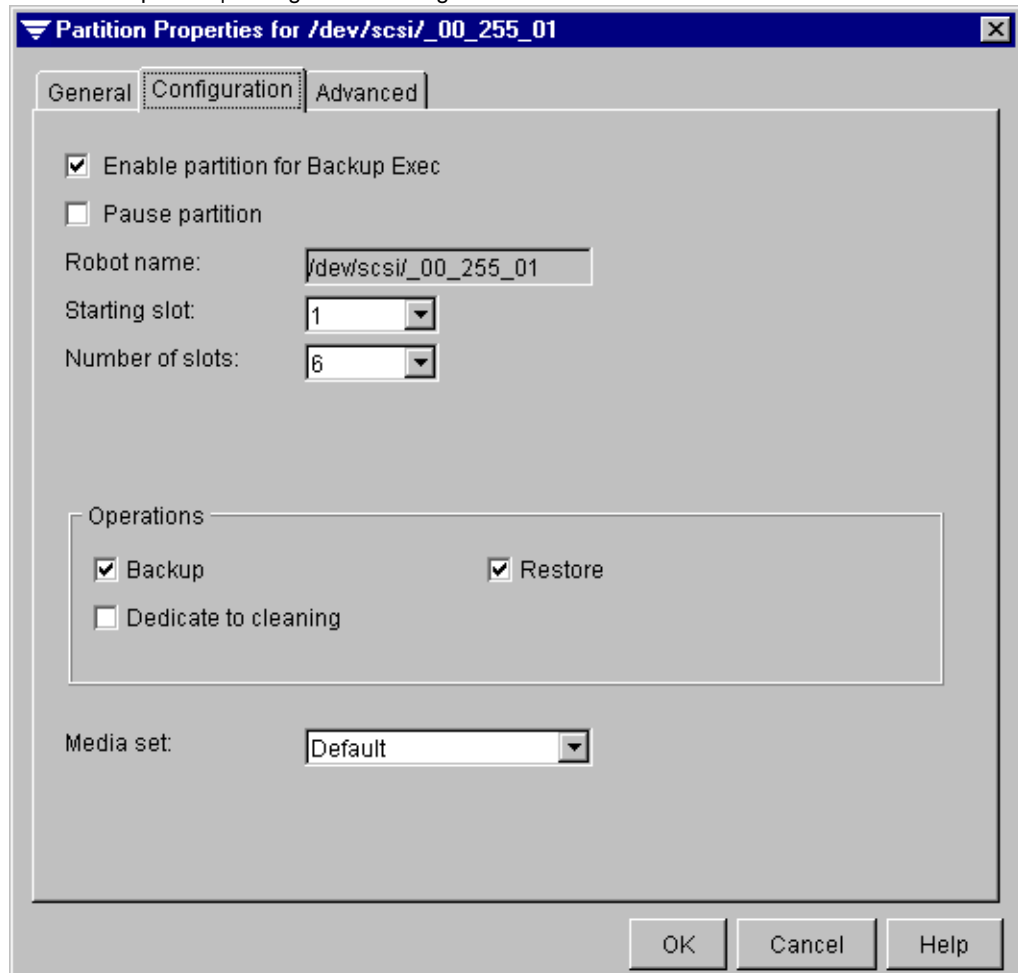 Partition Properties for /dev/scsi/_00_255_01
General Configuration Advanced
Enable partition for Backup Exec
Pause partition
Robot name: /dev/scsi/_00_255_01
Starting slot: 1
Number of slots: 6
Operations
Backup Restore
Dedicate to cleaning
Media set: Default
OK Cancel Help